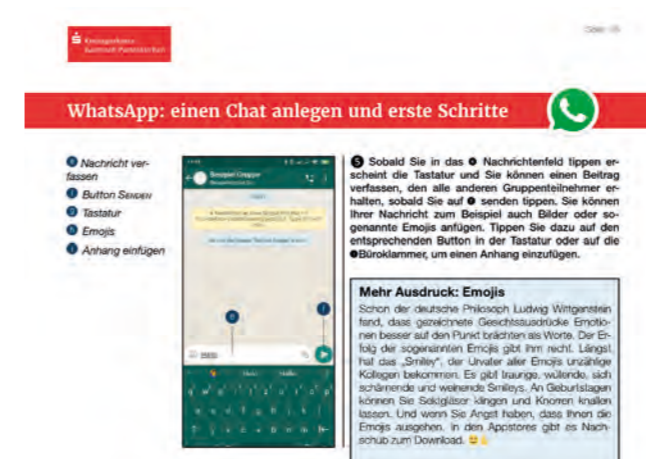 Kreissparkasse
Garmisch-Partenkirchen
Seite
WhatsApp: einen Chat anlegen und erste Schritte
Nachricht ver-
fassen
Button SENDEN
Tastatur
Emojis
Anhang einfügen
Beispiel Gruppe
Hallo
5 Sobald Sie in das Nachrichtenfeld tippen er-
scheint die Tastatur und Sie können einen Beitrag
verfassen, den alle anderen Gruppenteilnehmer er-
halten, sobald Sie auf senden tippen. Sie können
Ihrer Nachricht zum Beispiel auch Bilder oder so-
genannte Emojis anfügen. Tippen Sie dazu auf den
entsprechenden Button in der Tastatur oder auf die
Büroklammer, um einen Anhang einzufügen.
Mehr Ausdruck: Emojis
Schon der deutsche Philosoph Ludwig Wittgenstein
fand, dass gezeichnete Gesichtsausdrücke Emotio-
nen besser auf den Punkt brächten als Worte. Der Er-
folg der sogenannten Emojis gibt ihm recht. Längst
hat das „Smiley“, der Urvater aller Emojis unzählige
Kollegen bekommen. Es gibt traurige, wütende, sich
schämende und weinende Smileys. An Geburtstagen
können Sie Sektgläser klingen und Knorren knallen
lassen. Und wenn Sie Angst haben, dass Ihnen die
Emojis ausgehen. In den Appstores gibt es Nach-
schub zum Download.